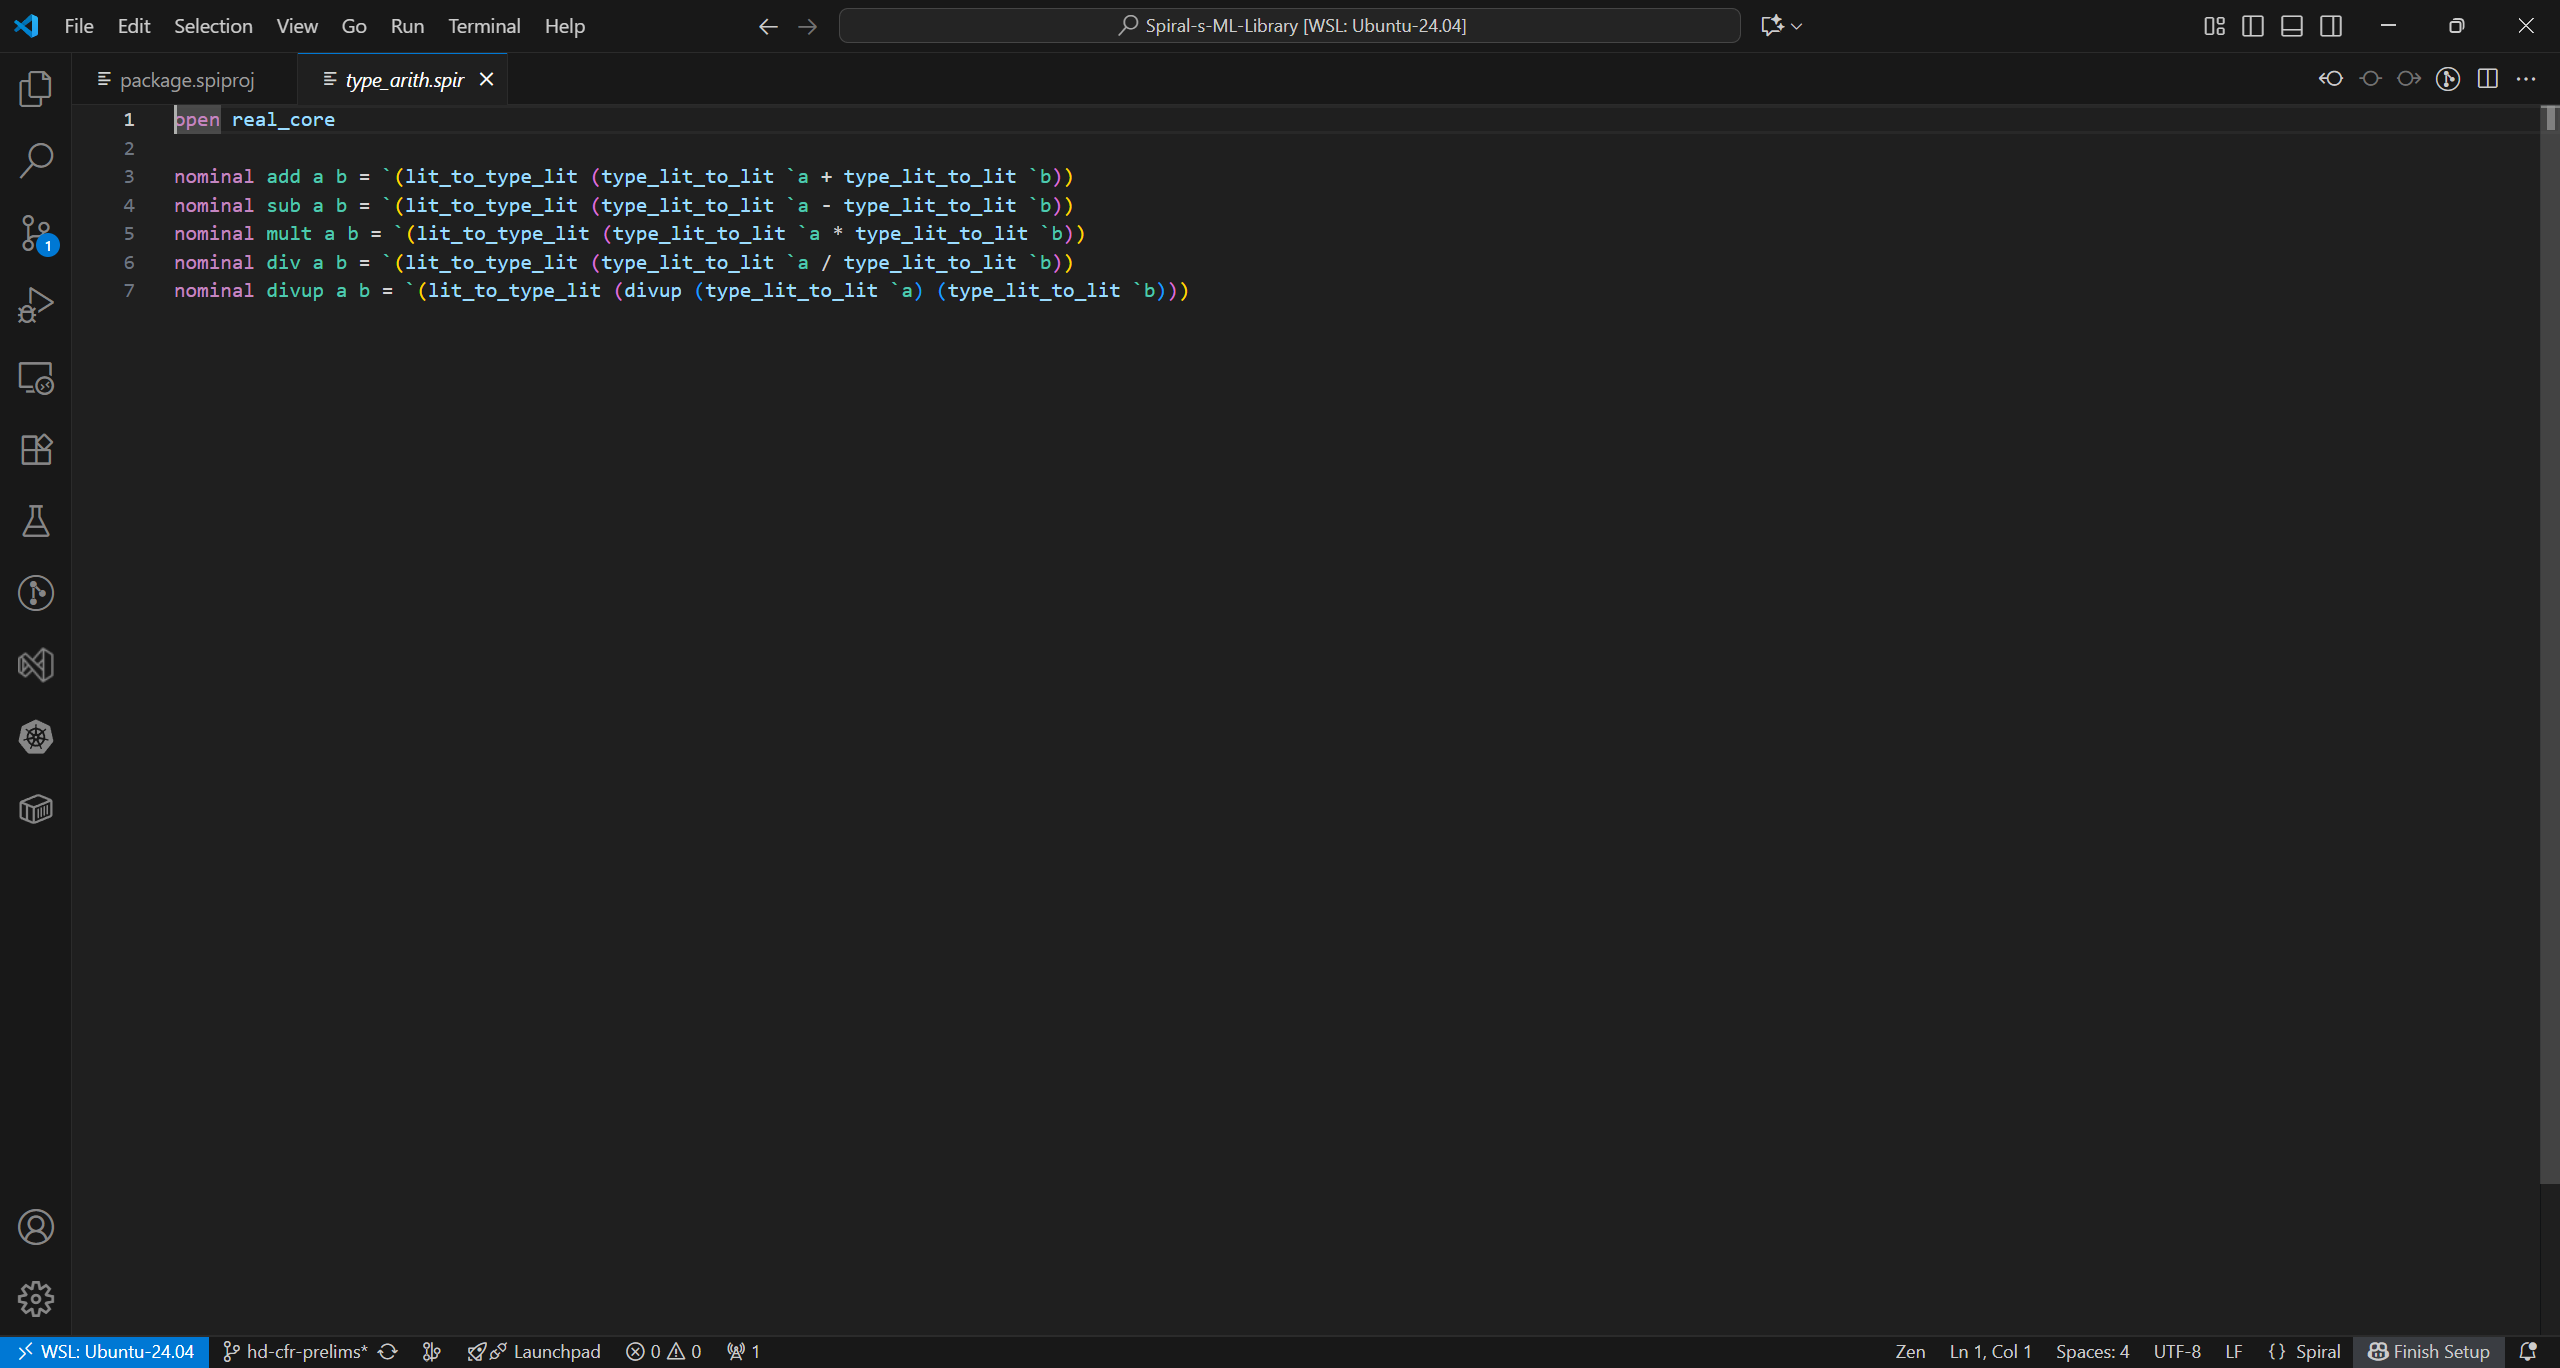 File Edit Selection View Go Run Terminal Help Spiral-s-ML-Library [WSL: Ubuntu-24.04]
package.spiproj type_arith.spir
1 open real_core
2
3 nominal add a b = `(lit_to_type_lit (type_lit_to_lit `a + type_lit_to_lit `b))
4 nominal sub a b = `(lit_to_type_lit (type_lit_to_lit `a - type_lit_to_lit `b))
5 nominal mult a b = `(lit_to_type_lit (type_lit_to_lit `a * type_lit_to_lit `b))
6 nominal div a b = `(lit_to_type_lit (type_lit_to_lit `a / type_lit_to_lit `b))
7 nominal divup a b = `(lit_to_type_lit (divup (type_lit_to_lit `a) (type_lit_to_lit `b)))
1
WSL: Ubuntu-24.04 hd-cfr-prelims* Launchpad 0 0 1 Zen Ln 1, Col 1 Spaces: 4 UTF-8 LF {} Spiral Finish Setup